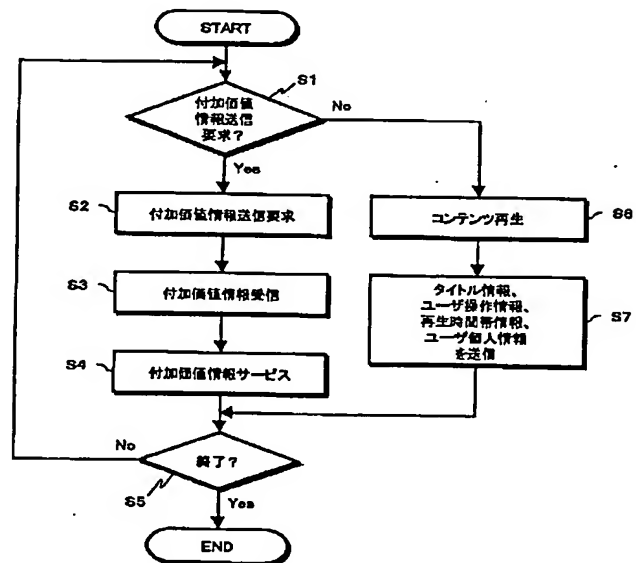 START
S1
付加価値
情報送信
要求？
No
Yes
S2
付加価値情報送信要求
コンテンツ再生
S6
S3
付加価値情報受信
タイトル情報、
ユーザ操作情報、
再生時間帯情報、
ユーザ個人情報
を送信
S7
S4
付加価値情報サービス
No
終了？
S5
Yes
END